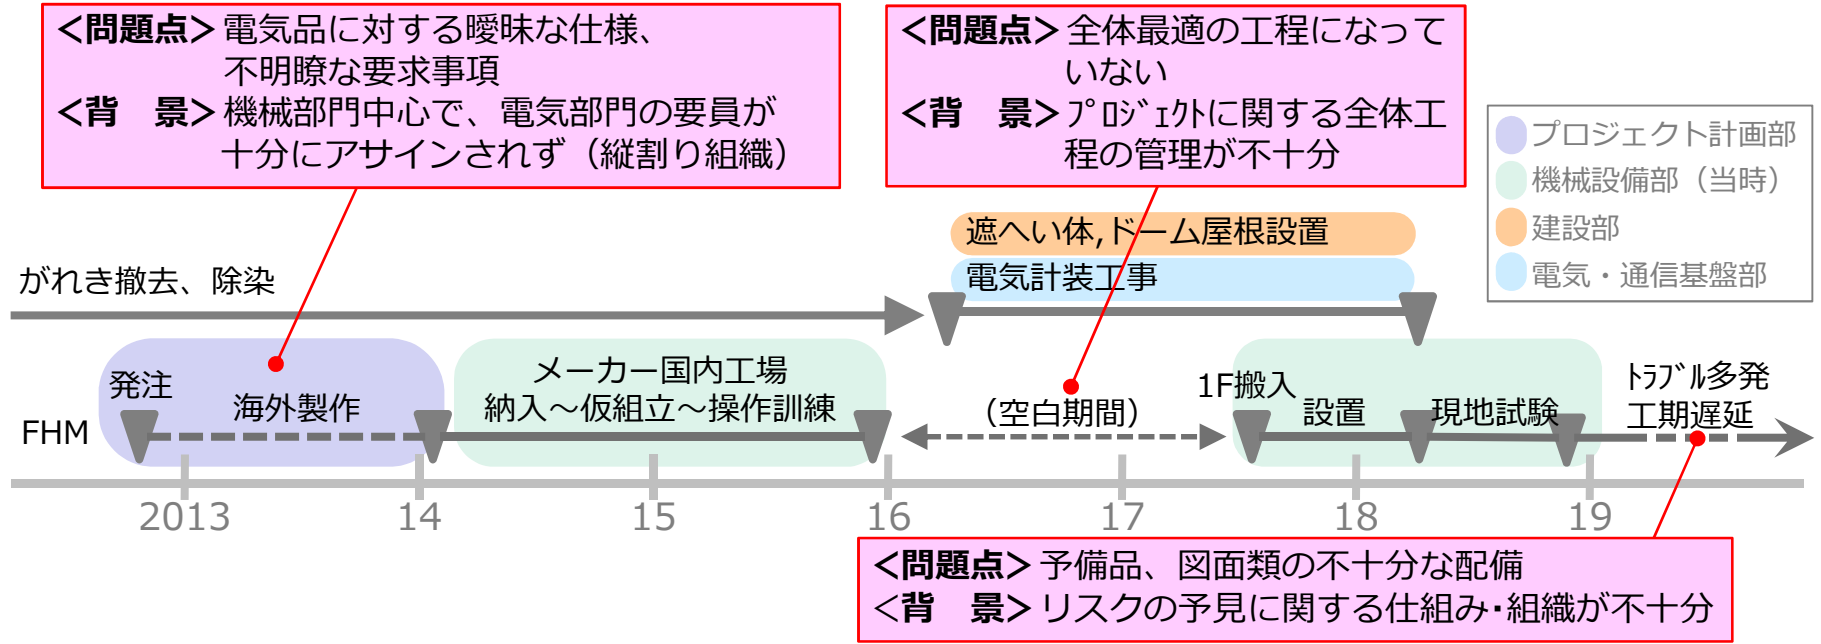 <問題点>電気品に対する曖昧な仕様、
不明瞭な要求事項
<背　景>機械部門中心で、電気部門の要員が
十分にアサインされず（縦割り組織）
<問題点>全体最適の工程になって
いない
<背　景>ﾌﾟﾛｼﾞｪｸﾄに関する全体工
程の管理が不十分
プロジェクト計画部
機械設備部（当時）
建設部
電気・通信基盤部
遮へい体,ドーム屋根設置
電気計装工事
がれき撤去、除染
発注
海外製作
メーカー国内工場
納入～仮組立～操作訓練
（空白期間）
1F搬入
設置
現地試験
ﾄﾗﾌﾞﾙ多発
工期遅延
FHM
2013
14
15
16
17
18
19
<問題点>予備品、図面類の不十分な配備
<背　景>リスクの予見に関する仕組み･組織が不十分